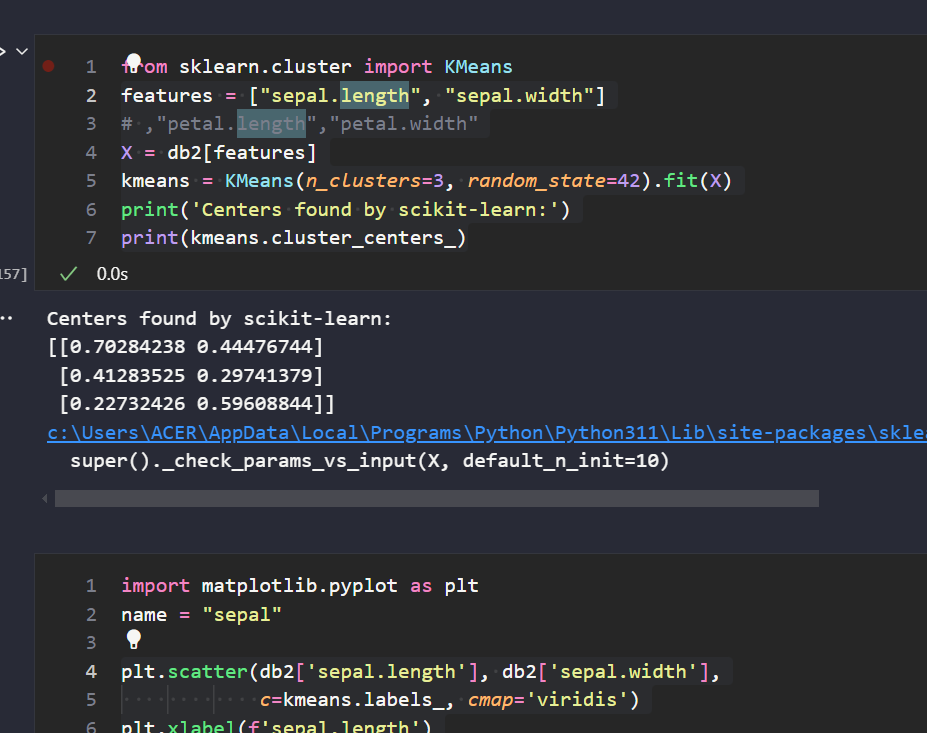 1 from sklearn.cluster import KMeans
2 features = ["sepal.length", "sepal.width"]
3 # ,"petal.length","petal.width"
4 X = db2[features]
5 kmeans = KMeans(n_clusters=3, random_state=42).fit(X)
6 print('Centers found by scikit-learn:')
7 print(kmeans.cluster_centers_)
157] 0.0s
Centers found by scikit-learn:
[[0.70284238 0.44476744]
 [0.41283525 0.29741379]
 [0.22732426 0.59608844]]
c:\Users\ACER\AppData\Local\Programs\Python\Python311\Lib\site-packages\sklea
  super()._check_params_vs_input(X, default_n_init=10)
1 import matplotlib.pyplot as plt
2 name = "sepal"
3
4 plt.scatter(db2['sepal.length'], db2['sepal.width'],
5             c=kmeans.labels_, cmap='viridis')
6 plt.xlabel(f'sepal.length')